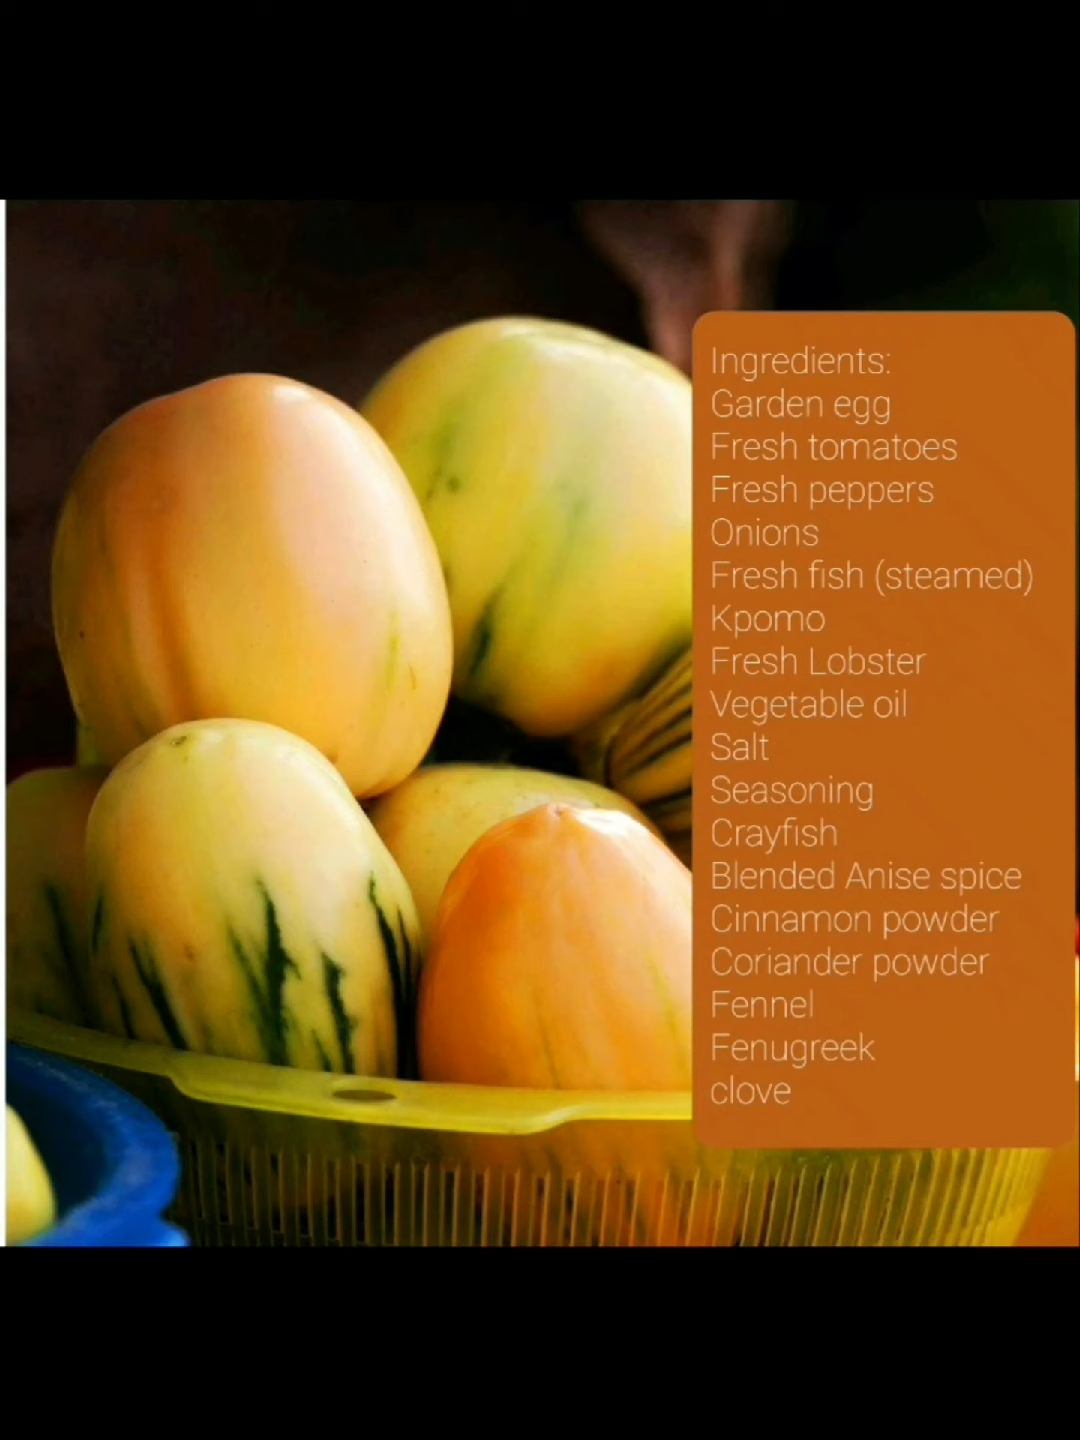 Ingredients:
Garden egg
Fresh tomatoes
Fresh peppers
Onions
Fresh fish (steamed)
Kpomo
Fresh Lobster
Vegetable oil
Salt
Seasoning
Crayfish
Blended Anise spice
Cinnamon powder
Coriander powder
Fennel
Fenugreek
clove